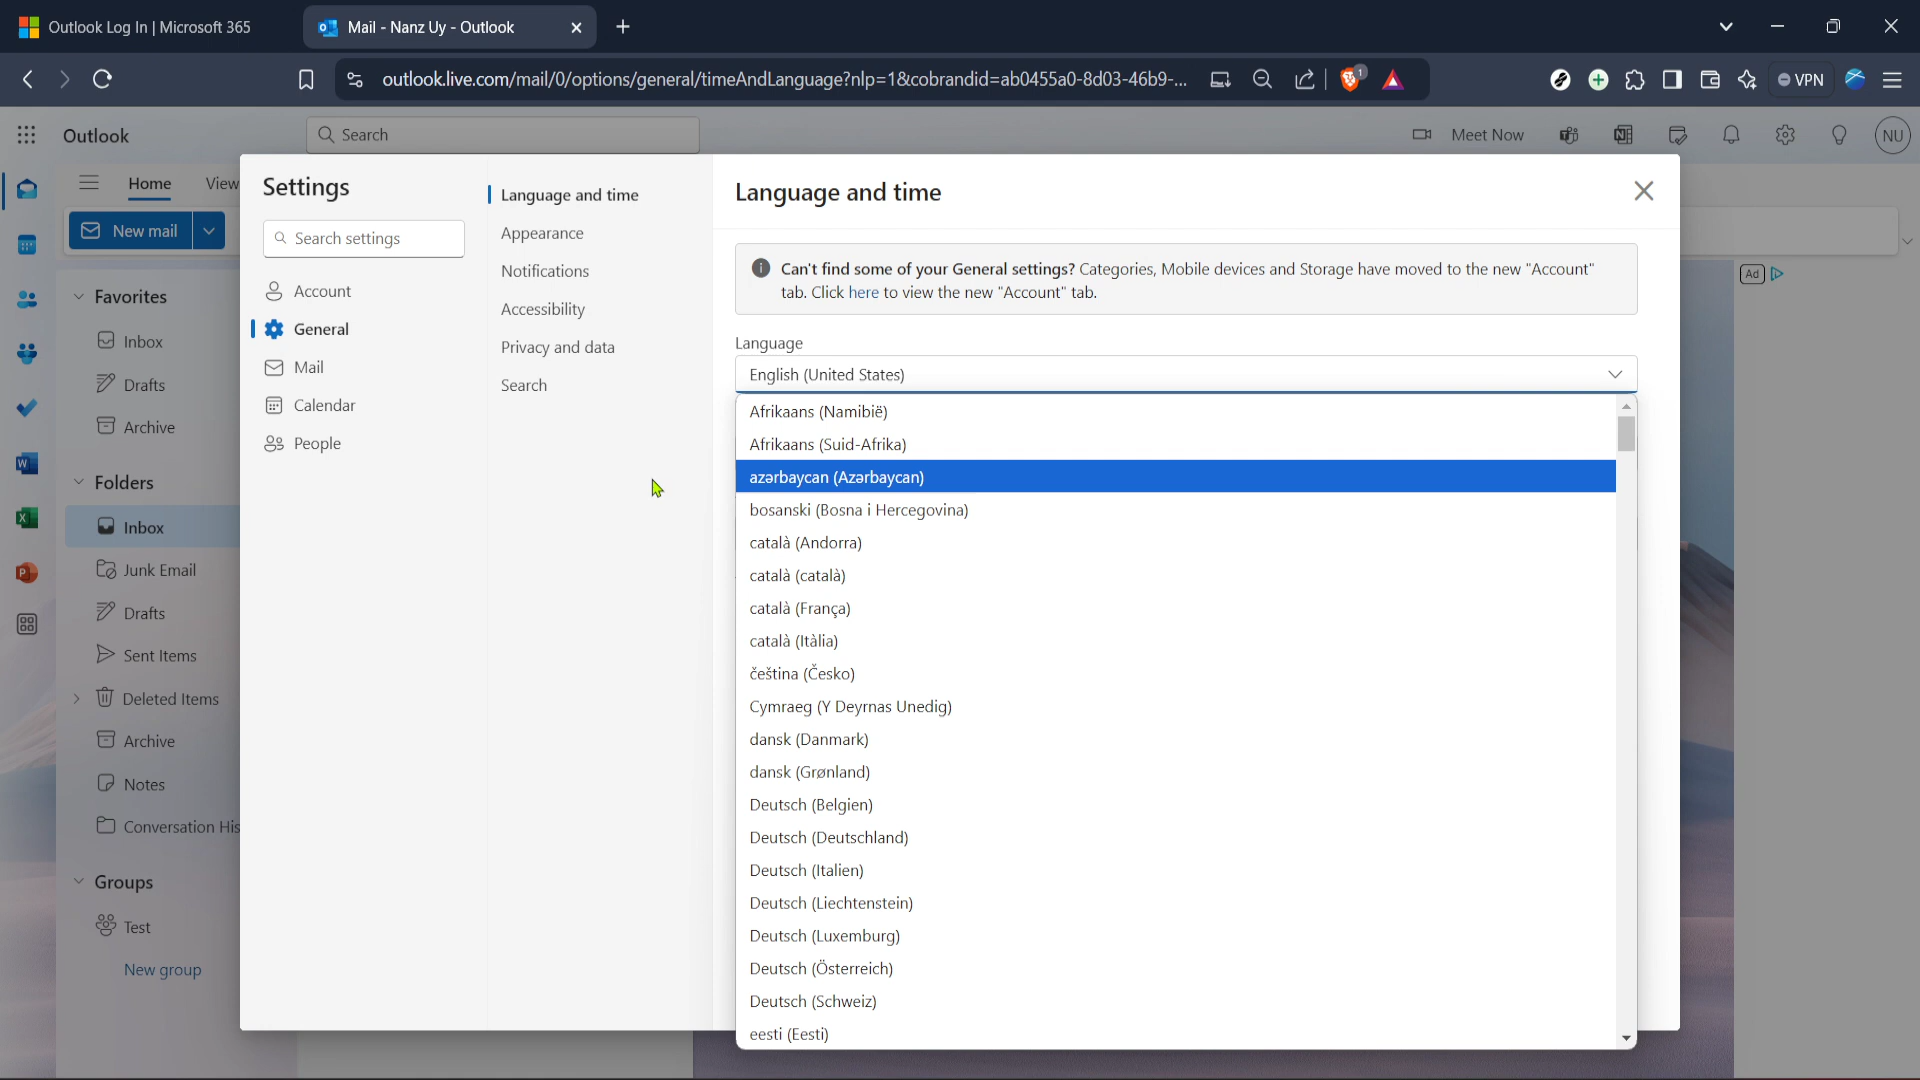 Outlook Log In | Microsoft 365
Mail - Nanz Uy - Outlook
outlook.live.com/mail/0/options/general/timeAndLanguage?nlp=1&cobrandid=ab0455a0-8d03-46b9-...
1
VPN
Outlook
Search
Meet Now
NU
Home
View
New mail
Favorites
Inbox
Drafts
Archive
Folders
Inbox
Junk Email
Drafts
Sent Items
Deleted Items
Archive
Notes
Conversation His
Groups
Test
New group
Settings
Search settings
Account
General
Mail
Calendar
People
Language and time
Appearance
Notifications
Accessibility
Privacy and data
Search
Language and time
Can't find some of your General settings? Categories, Mobile devices and Storage have moved to the new "Account"
tab. Click here to view the new "Account" tab.
Language
English (United States)
Afrikaans (Namibië)
Afrikaans (Suid-Afrika)
azərbaycan (Azərbaycan)
bosanski (Bosna i Hercegovina)
català (Andorra)
català (català)
català (França)
català (Itàlia)
čeština (Česko)
Cymraeg (Y Deyrnas Unedig)
dansk (Danmark)
dansk (Grønland)
Deutsch (Belgien)
Deutsch (Deutschland)
Deutsch (Italien)
Deutsch (Liechtenstein)
Deutsch (Luxemburg)
Deutsch (Österreich)
Deutsch (Schweiz)
eesti (Eesti)
Ad